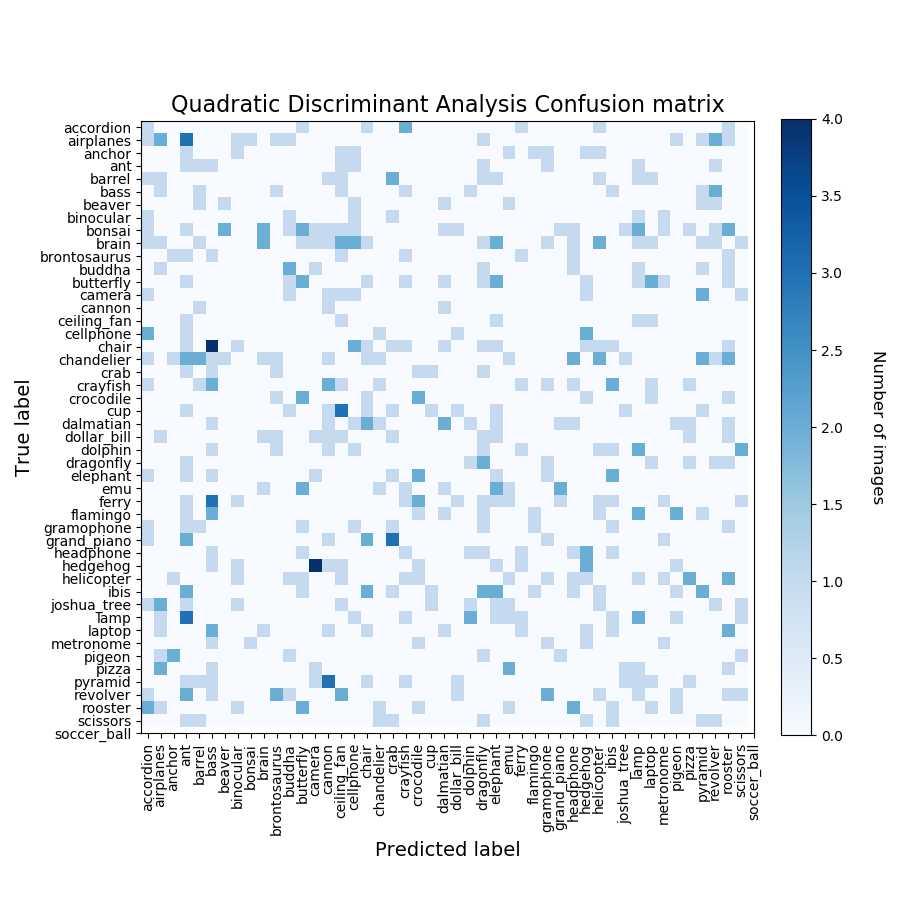 Quadratic Discriminant Analysis Confusion matrix
True label
accordion
airplanes
anchor
ant
barrel
bass
beaver
binocular
bonsai
brain
brontosaurus
buddha
butterfly
camera
cannon
ceiling_fan
cellphone
chair
chandelier
crab
crayfish
crocodile
cup
dalmatian
dollar_bill
dolphin
dragonfly
elephant
emu
ferry
flamingo
gramophone
grand_piano
headphone
hedgehog
helicopter
ibis
joshua_tree
lamp
laptop
metronome
pigeon
pizza
pyramid
revolver
rooster
scissors
soccer_ball
accordion
airplanes
anchor
ant
barrel
bass
beaver
binocular
bonsai
brain
brontosaurus
buddha
butterfly
camera
cannon
ceiling_fan
cellphone
chair
chandelier
crab
crayfish
crocodile
cup
dalmatian
dollar_bill
dolphin
dragonfly
elephant
emu
ferry
flamingo
gramophone
grand_piano
headphone
hedgehog
helicopter
ibis
joshua_tree
lamp
laptop
metronome
pigeon
pizza
pyramid
revolver
rooster
scissors
soccer_ball
Predicted label
4.0
3.5
3.0
2.5
2.0
1.5
1.0
0.5
0.0
Number of images